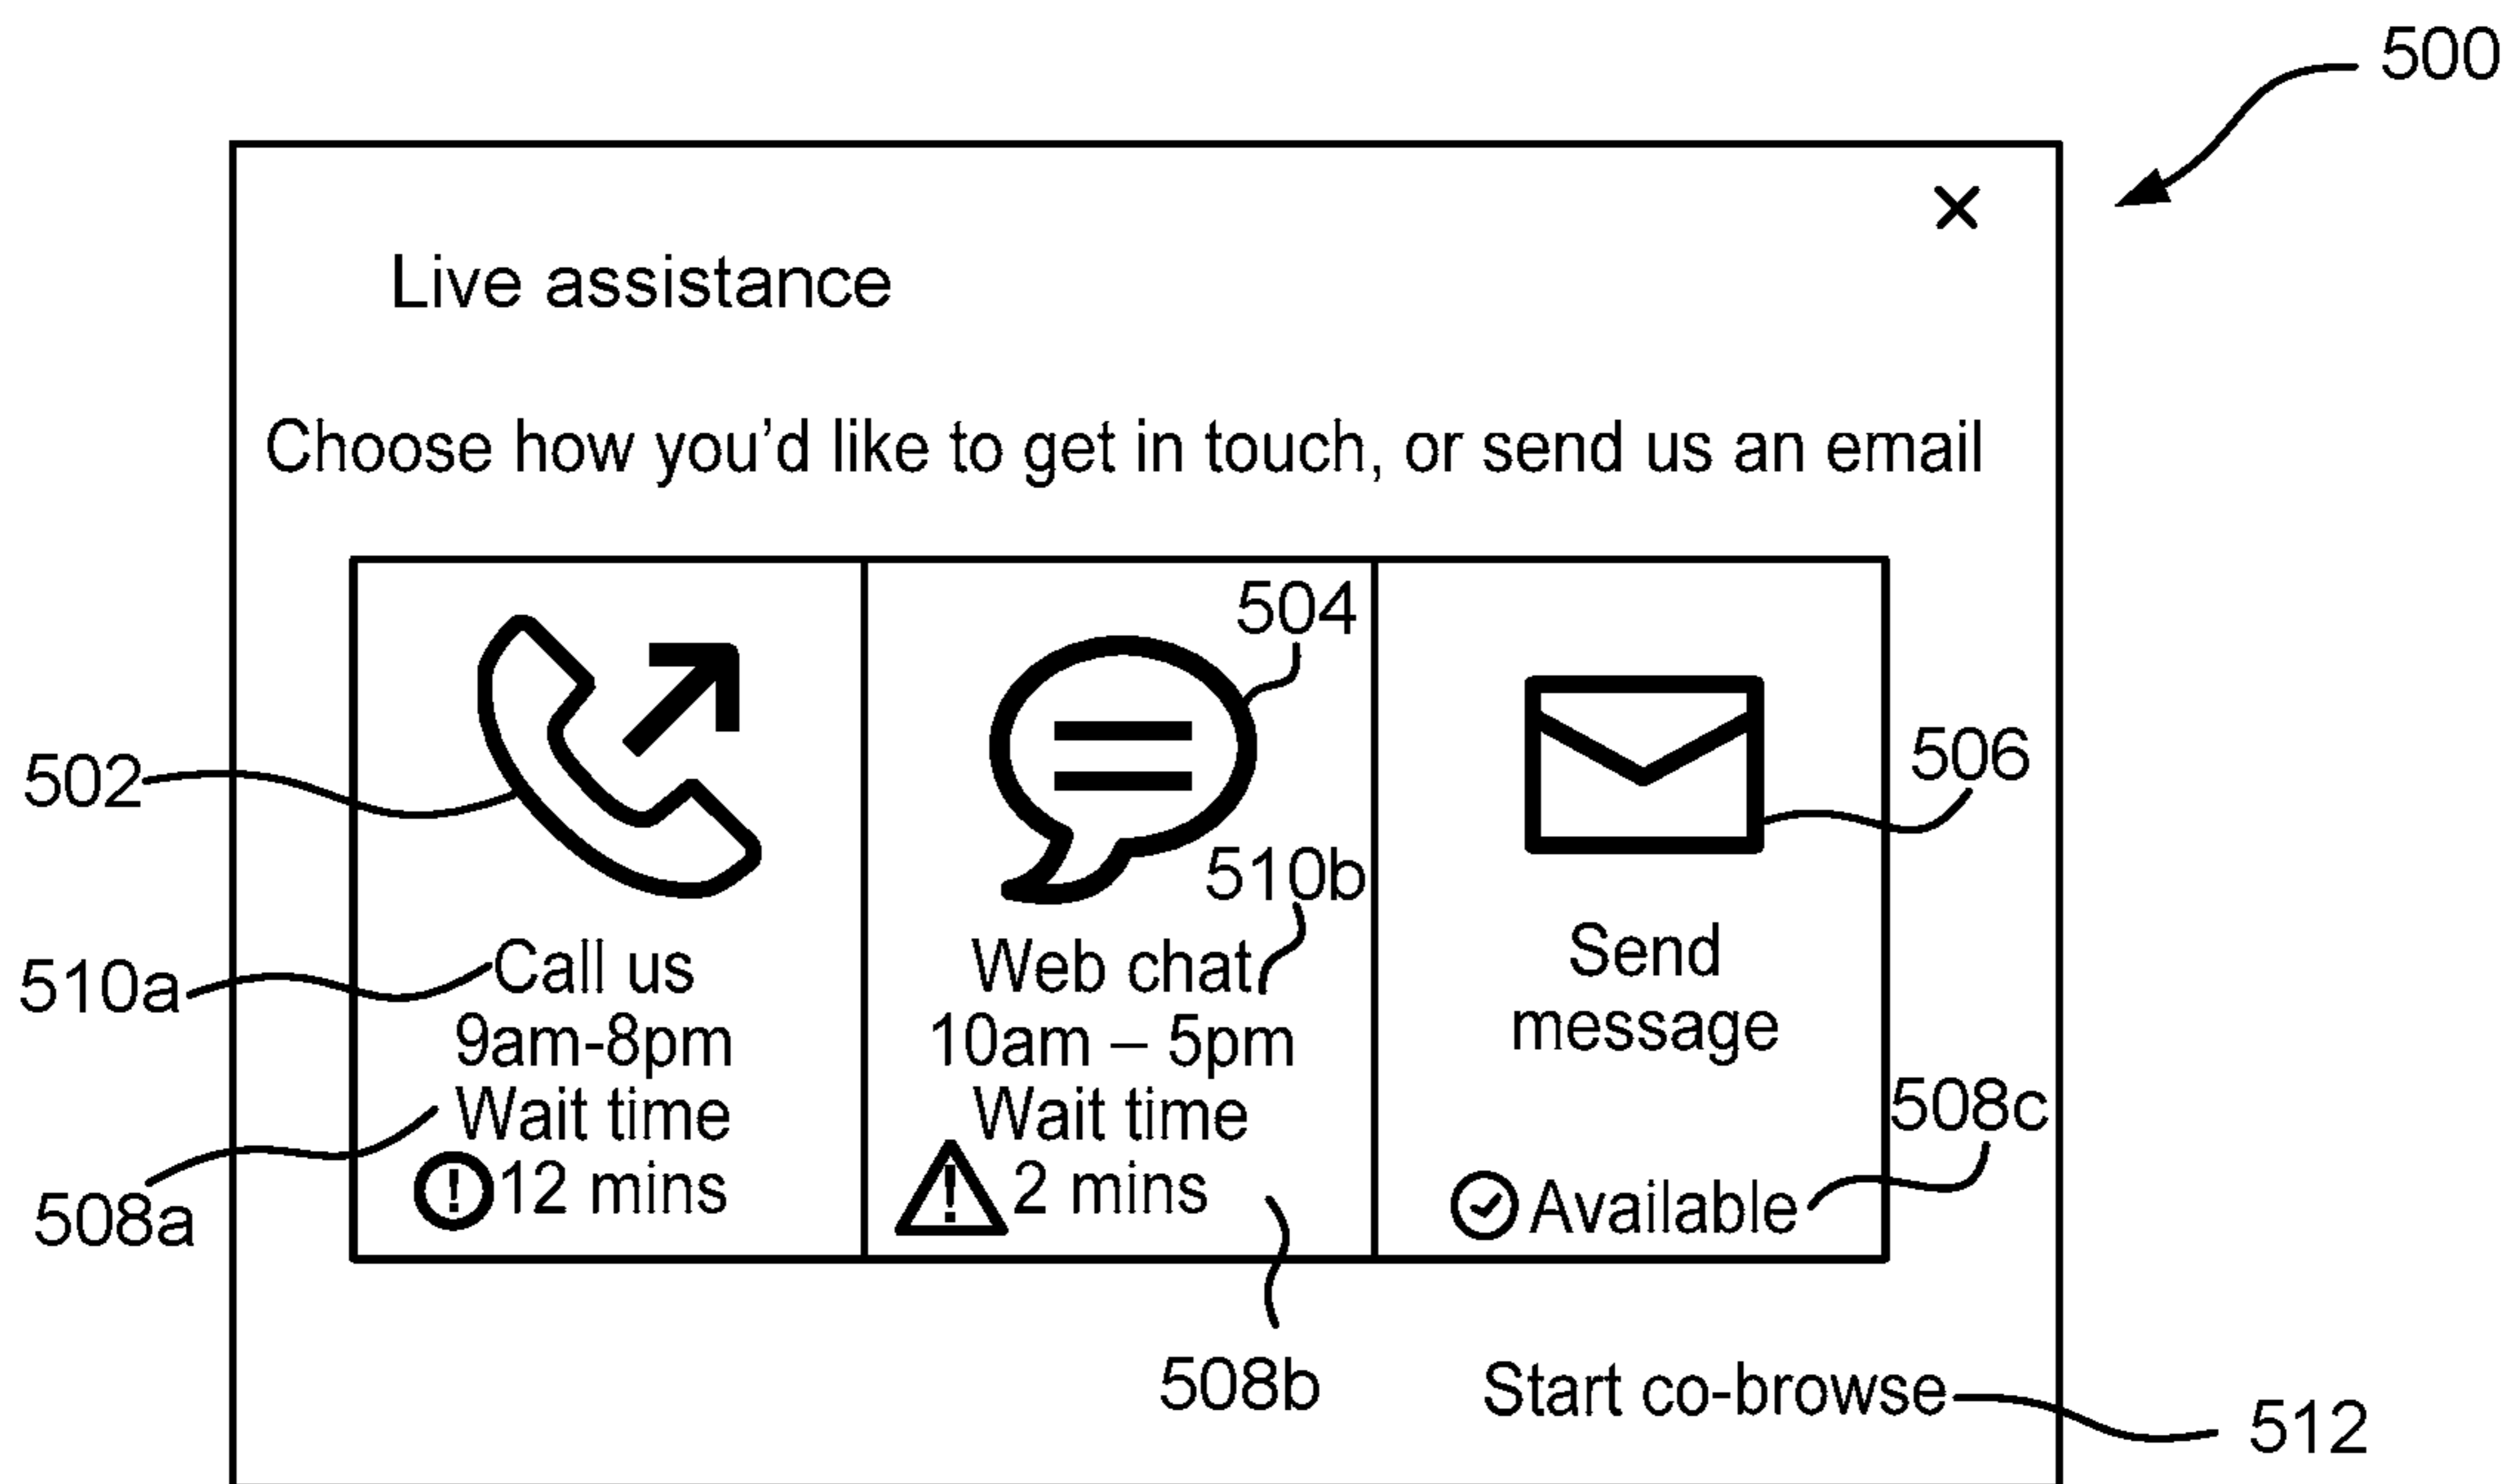 500
×
Live assistance
Choose how you'd like to get in touch, or send us an email
502
510a
508a
Call us
9am-8pm
Wait time
! 12 mins
504
510b
Web chat
10am – 5pm
Wait time
! 2 mins
508b
506
Send
message
508c
Available
Start co-browse
512